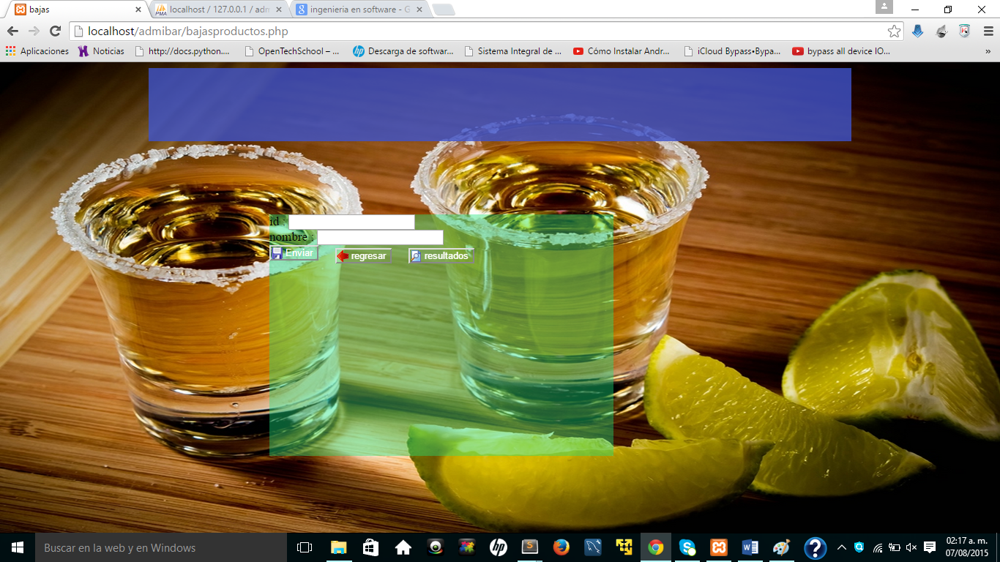 bajas
localhost / 127.0.0.1 / adm
ingenieria en software - G
localhost/admibar/bajasproductos.php
Aplicaciones
Noticias
http://docs.python....
OpenTechSchool – ...
Descarga de softwar...
Sistema Integral de ...
Cómo Instalar Andr...
iCloud Bypass•Bypa...
bypass all device IO...
»
id :
nombre :
Enviar
regresar
resultados
Buscar en la web y en Windows
02:17 a. m.
07/08/2015